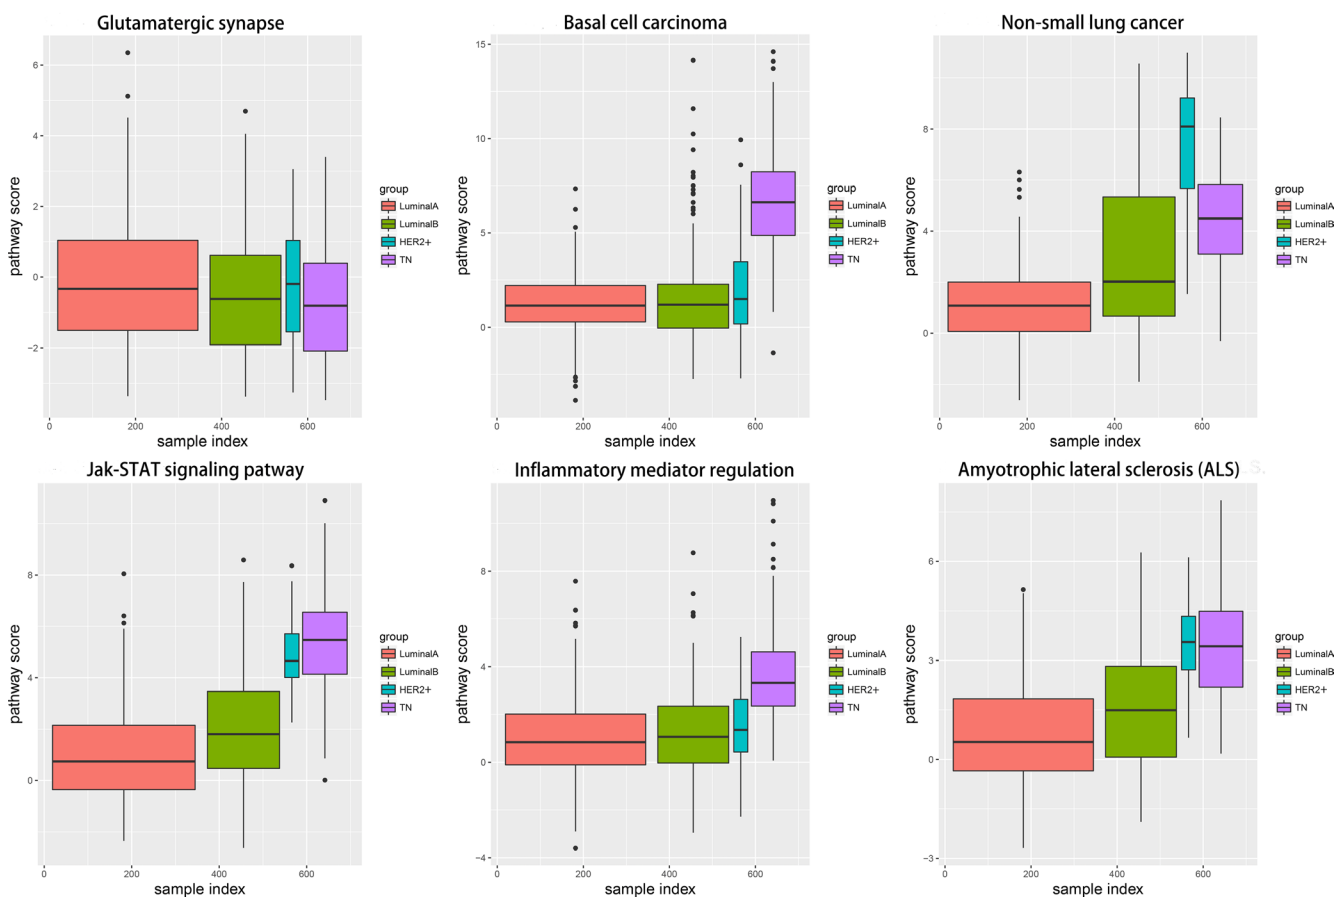 Glutamatergic synapse
Basal cell carcinoma
Non-small lung cancer
pathway score
6
4
2
0
−2
0
200
400
600
sample index
group
LuminalA
LuminalB
HER2+
TN
pathway score
15
10
5
0
0
200
400
600
sample index
group
LuminalA
LuminalB
HER2+
TN
pathway score
8
4
0
0
200
400
600
sample index
group
LuminalA
LuminalB
HER2+
TN
Jak-STAT signaling patway
Inflammatory mediator regulation
Amyotrophic lateral sclerosis (ALS)
pathway score
8
4
0
0
200
400
600
sample index
group
LuminalA
LuminalB
HER2+
TN
pathway score
8
4
0
−4
0
200
400
600
sample index
group
LuminalA
LuminalB
HER2+
TN
pathway score
6
3
0
−3
0
200
400
600
sample index
group
LuminalA
LuminalB
HER2+
TN